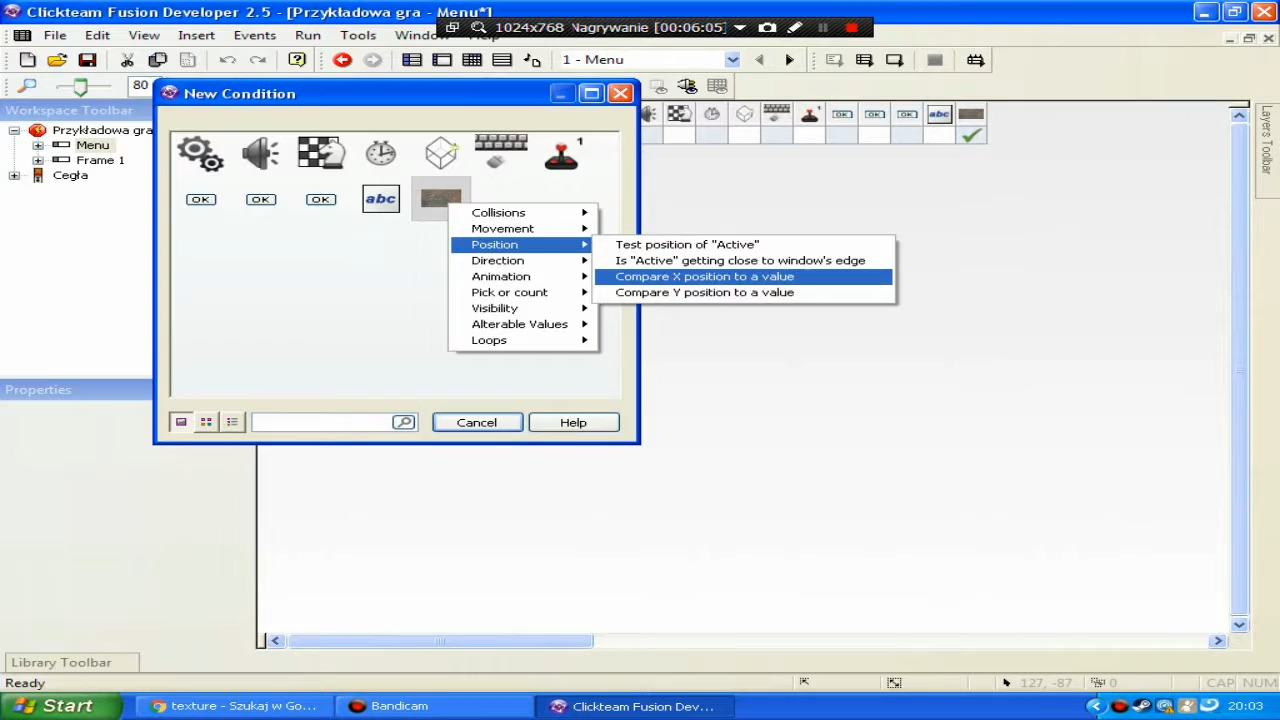 Clickteam Fusion Developer 2.5 - [Przykładowa gra - Menu*]
1024x768 Nagrywanie [00:06:05]
File Edit View Insert Events Run Tools Window
1 - Menu
80
Workspace Toolbar
Przykładowa gra
Menu
Frame 1
Cegła
Properties
New Condition
1
OK OK OK abc
Collisions
Movement
Position
Direction
Animation
Pick or count
Visibility
Alterable Values
Loops
Test position of "Active"
Is "Active" getting close to window's edge
Compare X position to a value
Compare Y position to a value
Cancel Help
1
OK OK OK abc
Layers Toolbar
Library Toolbar
Ready
127, -87
0
CAP NUM
Start
texture - Szukaj w Go...
Bandicam
Clickteam Fusion Dev...
20:03